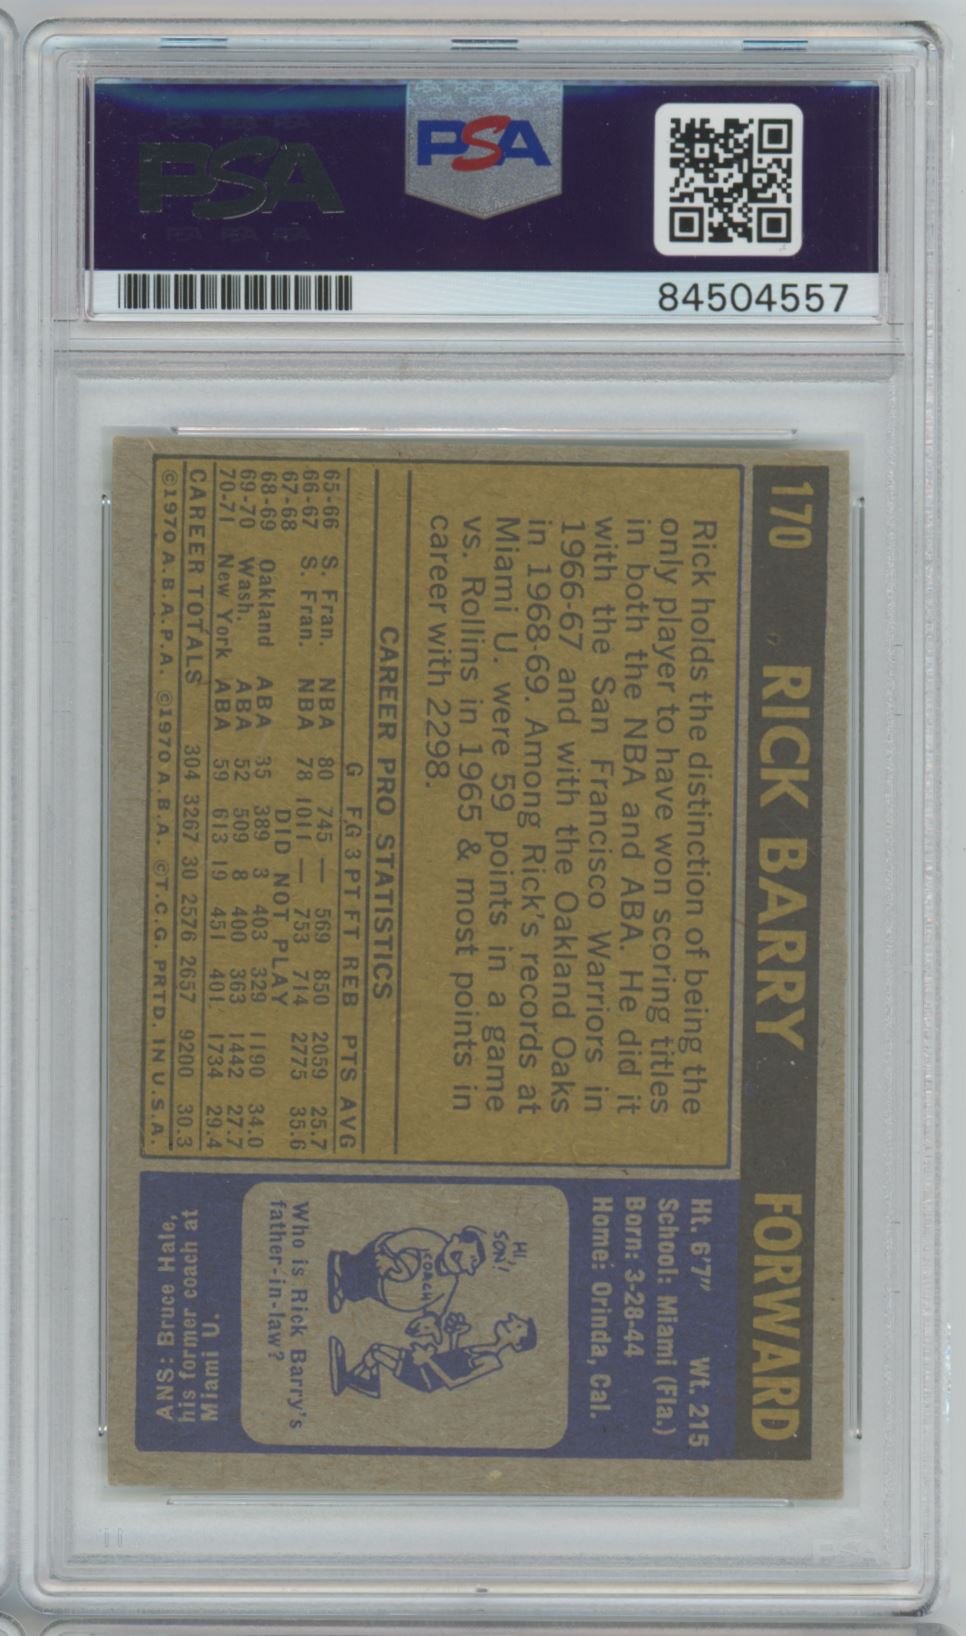 PSA
PSA
84504557
170 RICK BARRY FORWARD
Rick holds the distinction of being the
only player to have won scoring titles
in both the NBA and ABA. He did it
with the San Francisco Warriors in
1966-67 and with the Oakland Oaks
in 1968-69. Among Rick's records at
Miami U. were 59 points in a game
vs. Rollins in 1965 & most points in
career with 2298.
CAREER PRO STATISTICS
G FG 3PT FT REB PTS AVG
65-66 S. Fran. NBA 80 745 — 569 850 2059 25.7
66-67 S. Fran. NBA 78 1011 — 753 714 2775 35.6
67-68 DID NOT PLAY
68-69 Oakland ABA 35 389 3 403 329 1190 34.0
69-70 Wash. ABA 52 509 8 400 363 1442 27.7
70-71 New York ABA 59 613 19 451 401 1734 29.4
CAREER TOTALS 304 3267 30 2576 2657 9200 30.3
©1970 A.B.A.P.A. ©1970 A.B.A. ©T.C.G. PRTD. IN U.S.A.
Ht. 6'7" Wt. 215
School: Miami (Fla.)
Born: 3-28-44
Home: Orinda, Cal.
HI,
SON!
COACH
Who is Rick Barry's
father-in-law?
ANS: Bruce Hale,
his former coach at
Miami U.